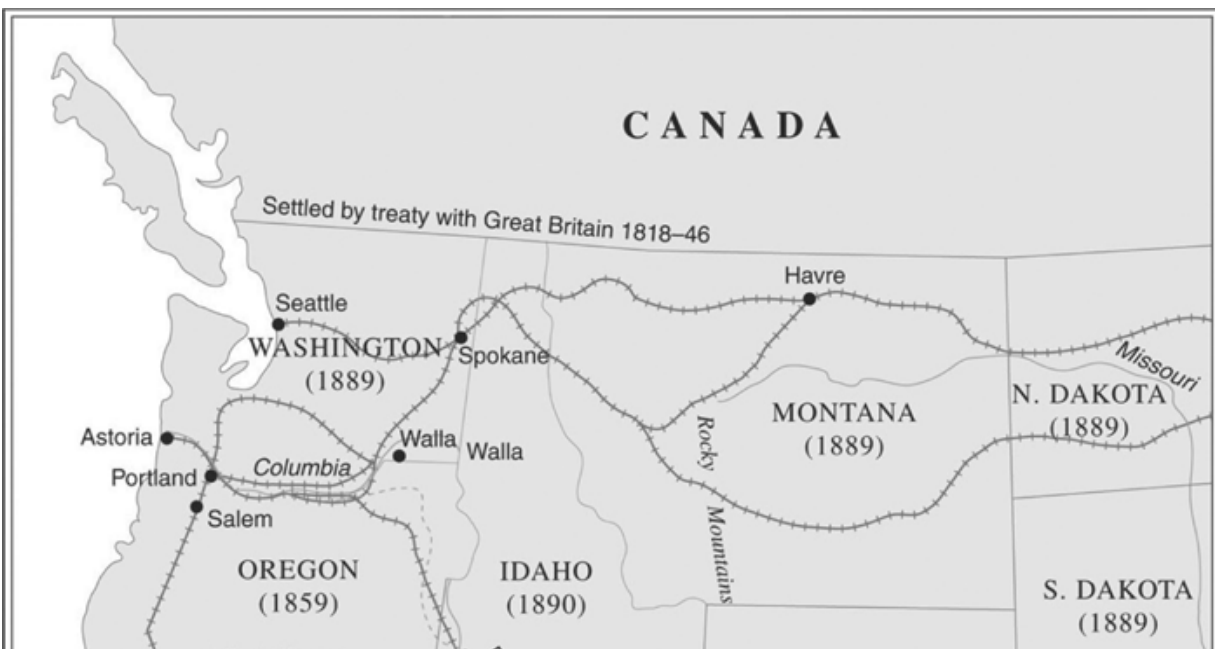 CANADA
Settled by treaty with Great Britain 1818–46
Havre
Seattle
WASHINGTON
(1889)
Spokane
Missouri
N. DAKOTA
(1889)
MONTANA
(1889)
Astoria
Walla Walla
Columbia
Portland
Rocky Mountains
Salem
OREGON
(1859)
IDAHO
(1890)
S. DAKOTA
(1889)